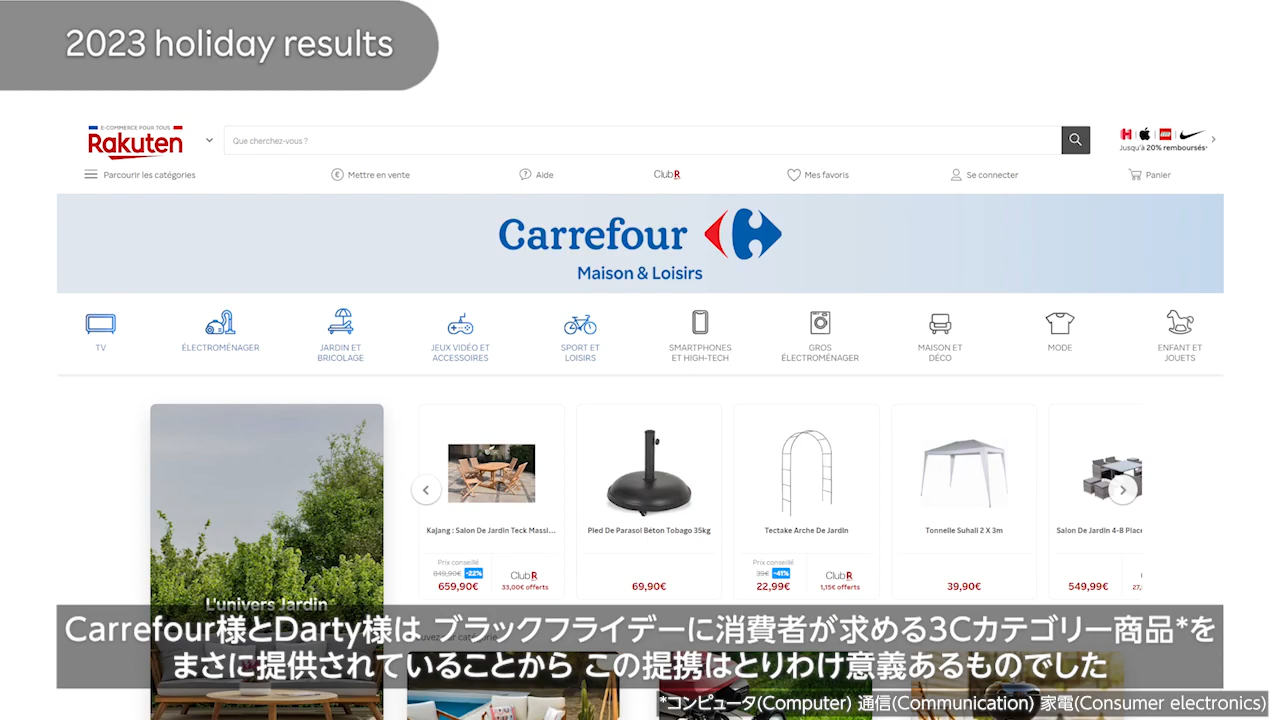 2023 holiday results
E-COMMERCE POUR TOUS
Rakuten
Que cherchez-vous ?
Jusqu'à 20% remboursés*
Parcourir les catégories
Mettre en vente
Aide
Club R
Mes favoris
Se connecter
Panier
Carrefour
Maison & Loisirs
TV
ÉLECTROMÉNAGER
JARDIN ET
BRICOLAGE
JEUX VIDÉO ET
ACCESSOIRES
SPORT ET
LOISIRS
SMARTPHONES
ET HIGH-TECH
GROS
ÉLECTROMÉNAGER
MAISON ET
DÉCO
MODE
ENFANT ET
JOUETS
Kajang : Salon De Jardin Teck Massi...
Prix conseillé
849,90€ -22%
659,90€
Club R
33,00€ offerts
Pied De Parasol Béton Tobago 35kg
69,90€
Tectake Arche De Jardin
Prix conseillé
39€ -41%
22,99€
Club R
1,15€ offerts
Tonnelle Suhali 2 X 3m
39,90€
Salon De Jardin 4-8 Place
549,99€
L'univers Jardin
Carrefour様とDarty様は ブラックフライデーに消費者が求める3Cカテゴリー商品*を
まさに提供されていることから この提携はとりわけ意義あるものでした
*コンピュータ(Computer) 通信(Communication) 家電(Consumer electronics)